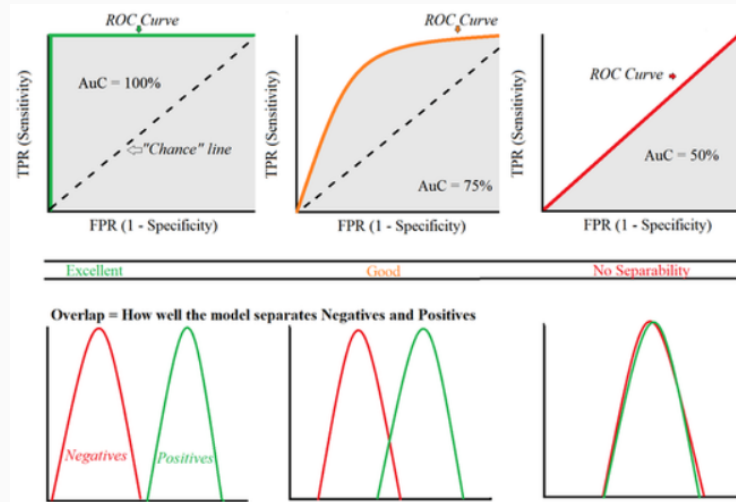 ROC Curve
TPR (Sensitivity)
AuC = 100%
"Chance" line
FPR (1 - Specificity)
ROC Curve
TPR (Sensitivity)
AuC = 75%
FPR (1 - Specificity)
ROC Curve
TPR (Sensitivity)
AuC = 50%
FPR (1 - Specificity)
Excellent
Good
No Separability
Overlap = How well the model separates Negatives and Positives
Negatives
Positives